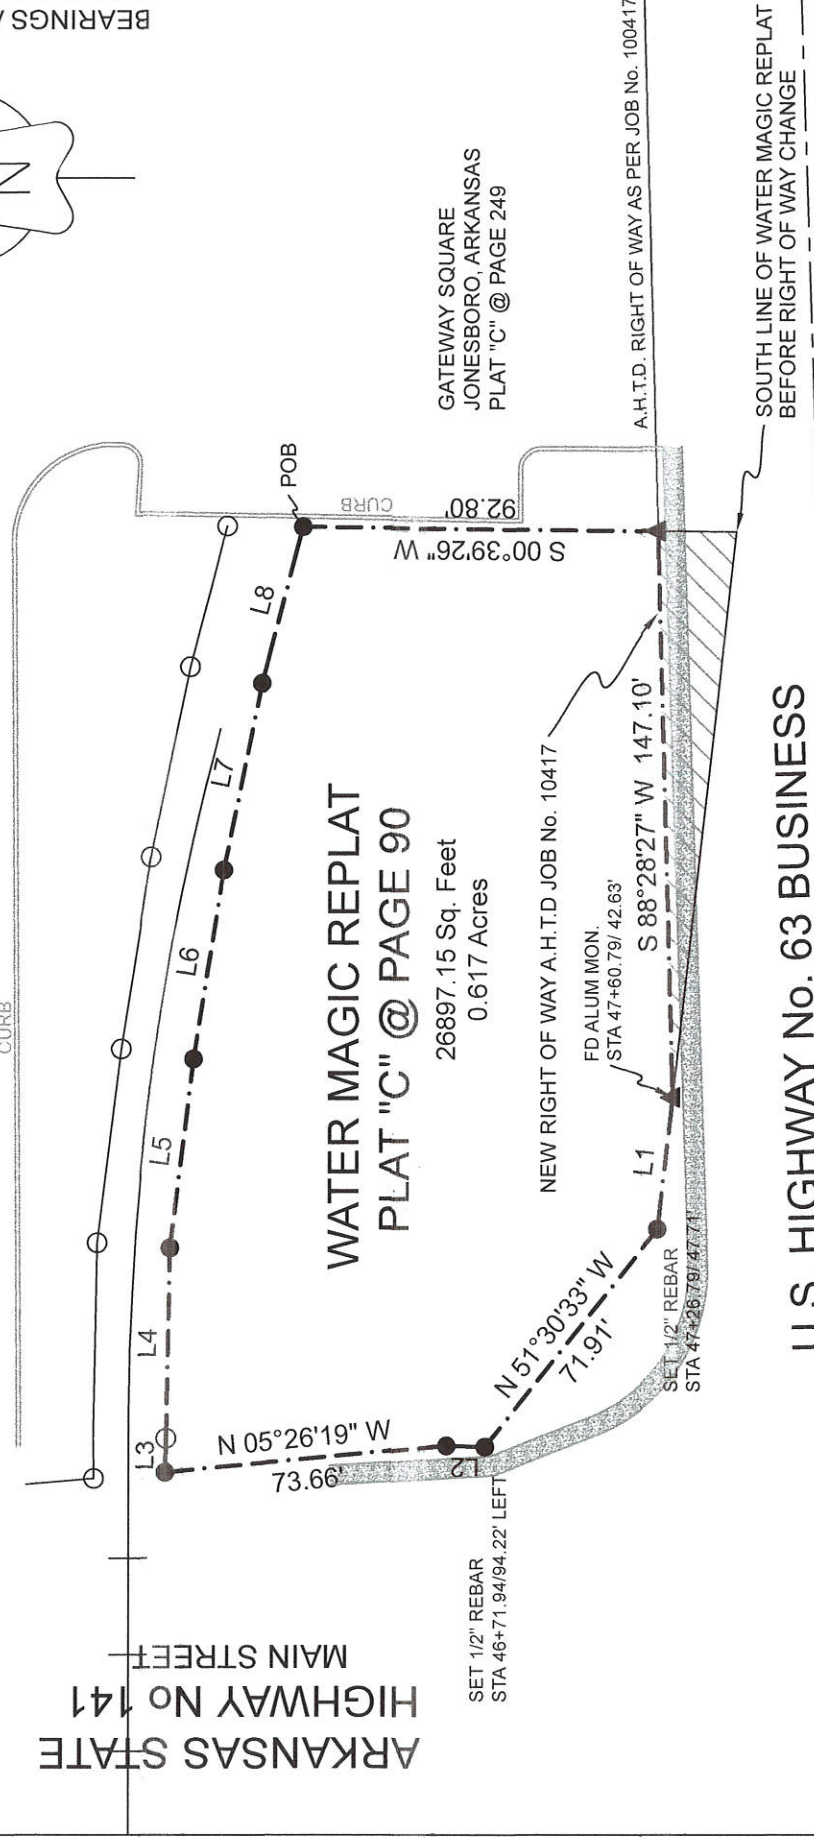 BEARINGS A
N
CURB
GATEWAY SQUARE
JONESBORO, ARKANSAS
PLAT "C" @ PAGE 249
POB
CURB
S 00°39'26" W
92.80'
A.H.T.D. RIGHT OF WAY AS PER JOB No. 100417
SOUTH LINE OF WATER MAGIC REPLAT
BEFORE RIGHT OF WAY CHANGE
L8
L7
L6
L5
L4
L3
WATER MAGIC REPLAT
PLAT "C" @ PAGE 90
26897.15 Sq. Feet
0.617 Acres
NEW RIGHT OF WAY A.H.T.D JOB No. 10417
FD ALUM MON.
STA 47+60.79/ 42.63'
S 88°28'27" W 147.10'
L1
N 51°30'33" W
71.91'
SET 1/2" REBAR
STA 47+26.79/ 47.71'
N 05°26'19" W
73.66'
L2
SET 1/2" REBAR
STA 46+71.94/94.22' LEFT
ARKANSAS STATE
HIGHWAY No 141
MAIN STREET
U.S. HIGHWAY No. 63 BUSINESS